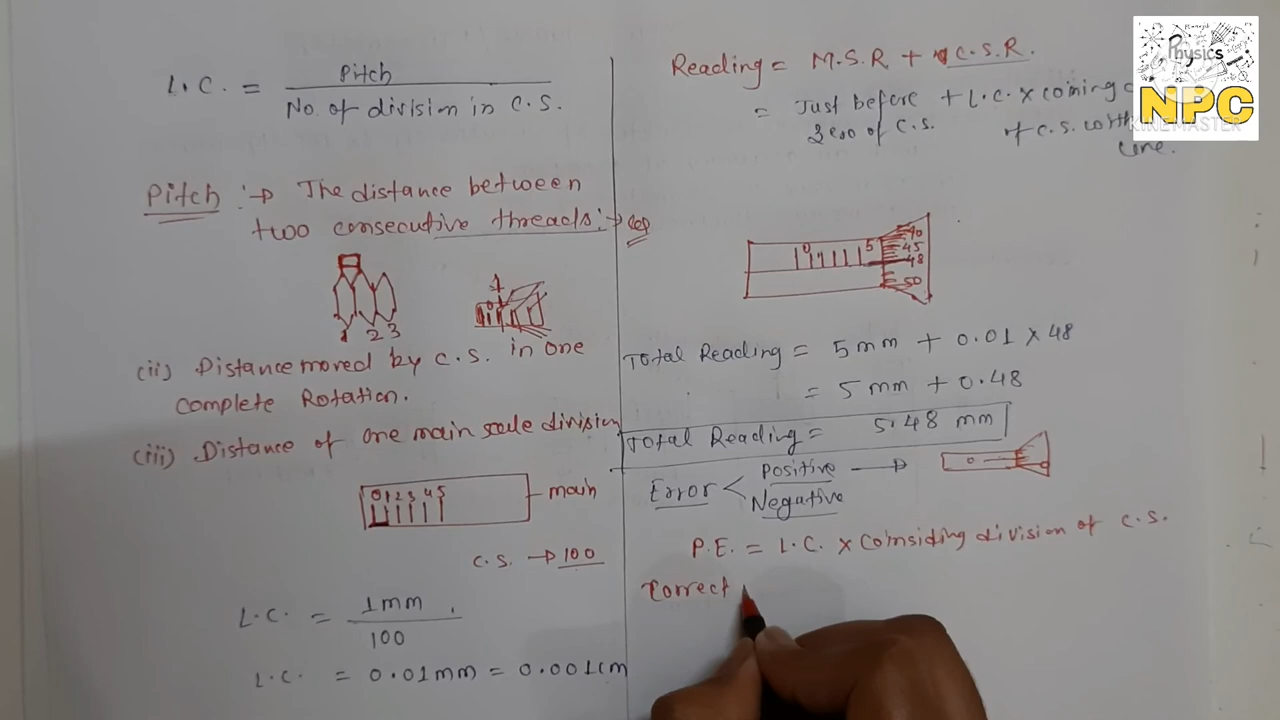 L.C. = Pitch
No. of division in C.S.
Pitch :→ The distance between
two consecutive threads:→
1 2 3
(ii) Distance moved by C.S. in one
Complete Rotation.
(iii) Distance of one main scale division
0 1 2 3 4 5
main
C.S. → 100
L.C. = 1mm
100
L.C. = 0.01mm = 0.001cm
Reading = M.S.R + C.S.R.
= Just before + L.C. x coming
zero of C.S. of C.S. with
Line.
0 5 40
45
48
50
Total Reading = 5mm + 0.01 x 48
= 5mm + 0.48
Total Reading = 5.48 mm
Error < Positive →
Negative
0
P.E. = L.C. x Coinsiding division of C.S.
Correct
Physics
NPC
KINEMASTER